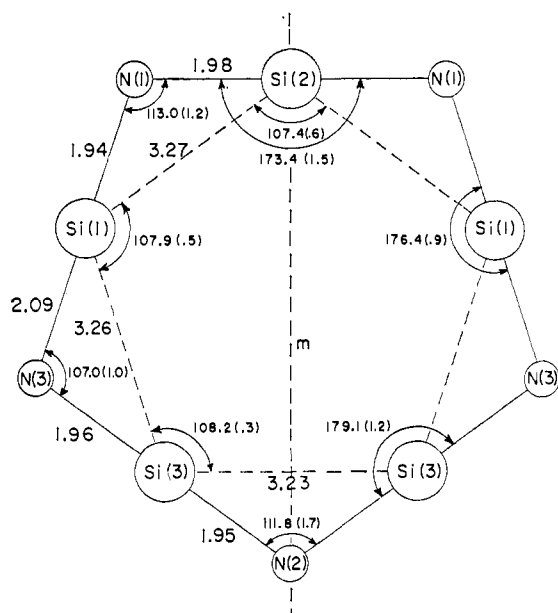 1.98
N(1)
Si(2)
N(1)
113.0(1.2)
107.4(.6)
1.94
3.27
173.4 (1.5)
Si(1)
Si(1)
107.9(.5)
176.4(.9)
2.09
3.26
m
N(3)
107.0(1.0)
N(3)
1.96
108.2(.3)
179.1(1.2)
Si(3)
Si(3)
3.23
1.95
111.8(1.7)
N(2)